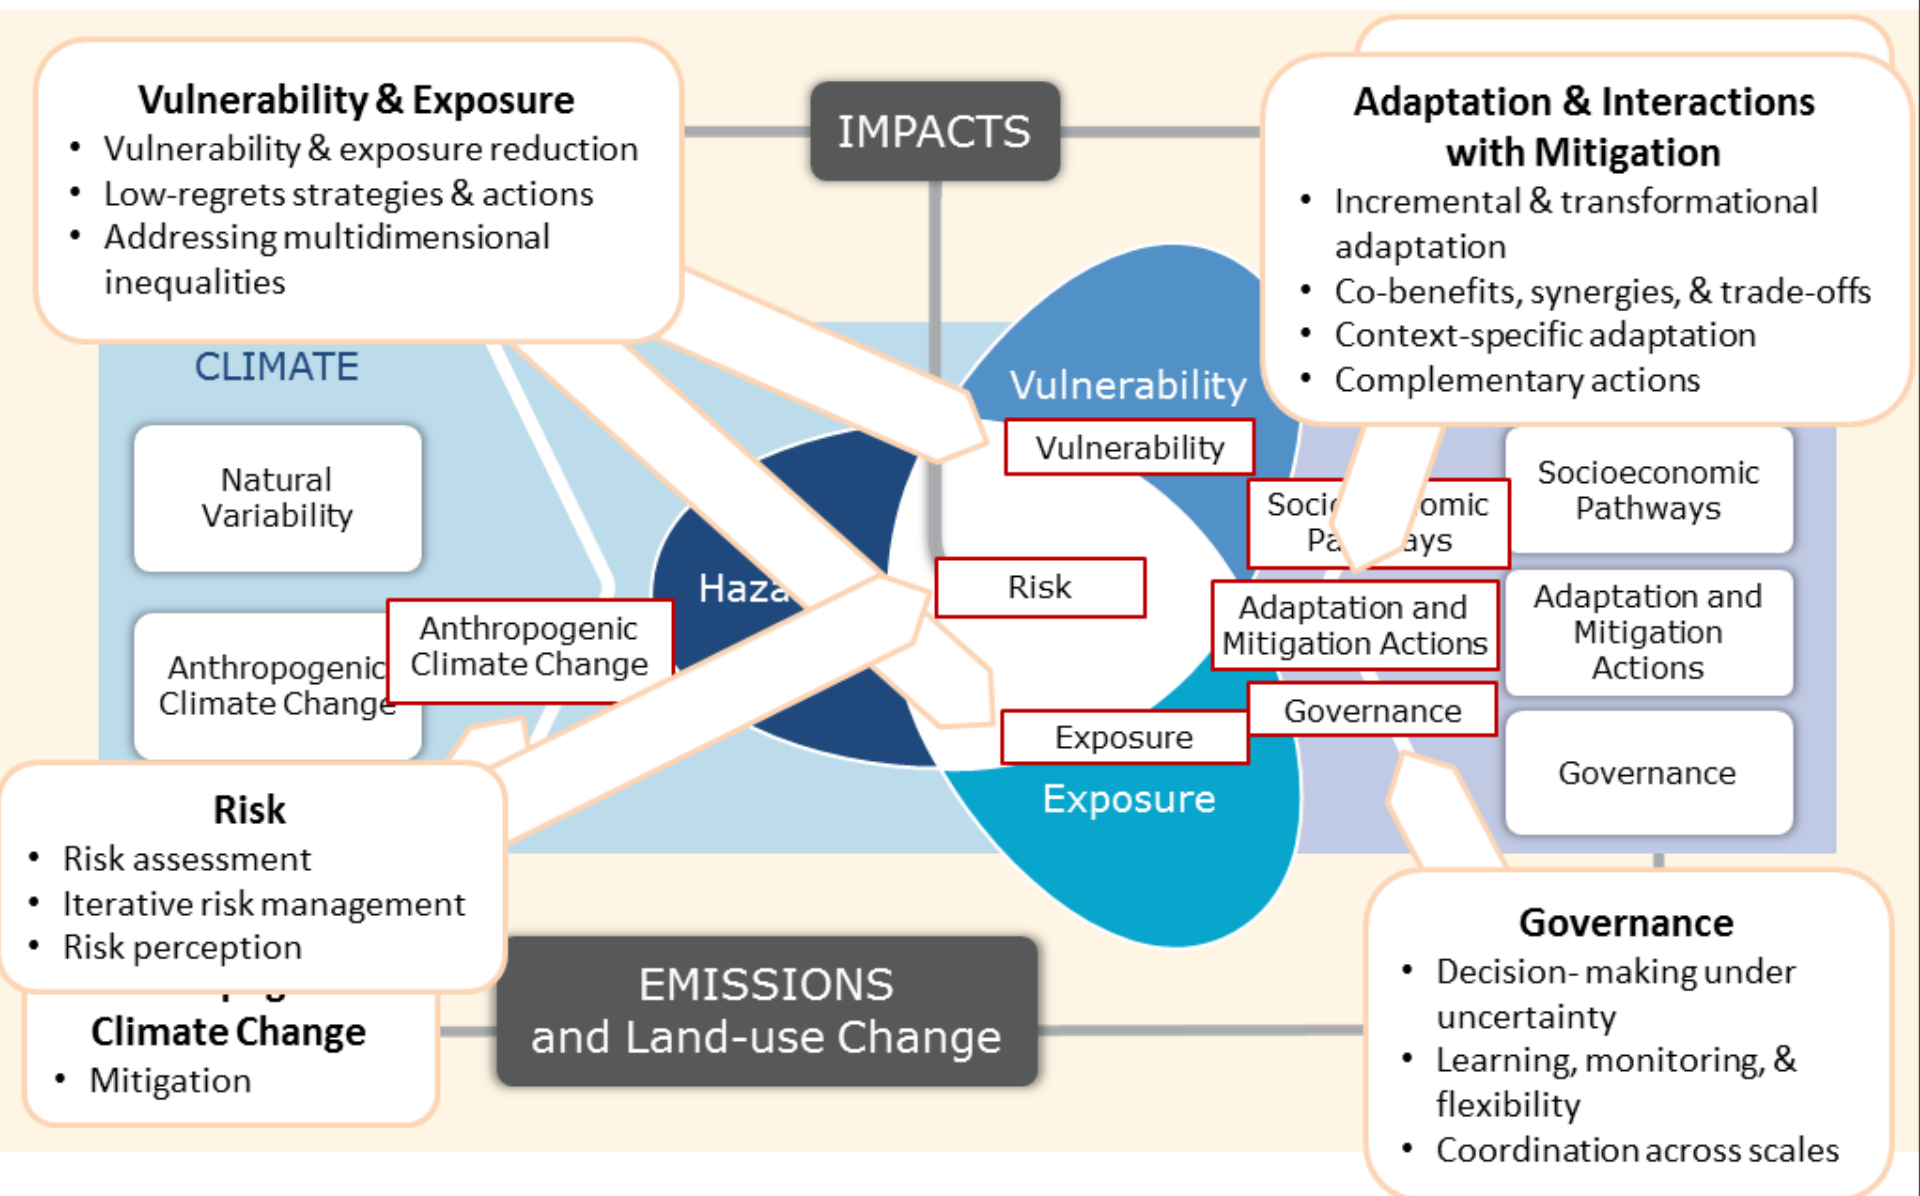 Vulnerability & Exposure
• Vulnerability & exposure reduction
• Low-regrets strategies & actions
• Addressing multidimensional
inequalities
IMPACTS
Adaptation & Interactions
with Mitigation
• Incremental & transformational
adaptation
• Co-benefits, synergies, & trade-offs
• Context-specific adaptation
• Complementary actions
CLIMATE
Natural
Variability
Anthropogenic
Climate Change
Anthropogenic
Climate Change
Vulnerability
Vulnerability
Risk
Exposure
Exposure
Adaptation and
Mitigation Actions
Governance
Socioeconomic
Pathways
Adaptation and
Mitigation
Actions
Governance
Risk
• Risk assessment
• Iterative risk management
• Risk perception
Climate Change
• Mitigation
EMISSIONS
and Land-use Change
Governance
• Decision- making under
uncertainty
• Learning, monitoring, &
flexibility
• Coordination across scales